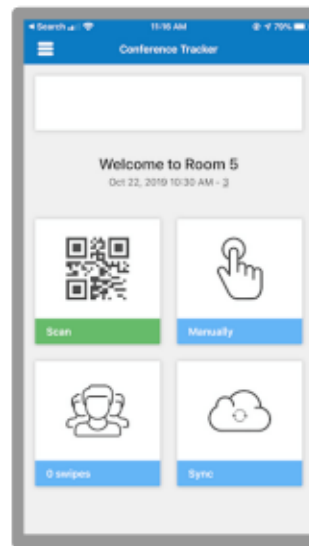 Search 11:16 AM 79%
Conference Tracker
Welcome to Room 5
Oct 22, 2019 10:30 AM - 3
Scan
Manually
0 swipes
Sync